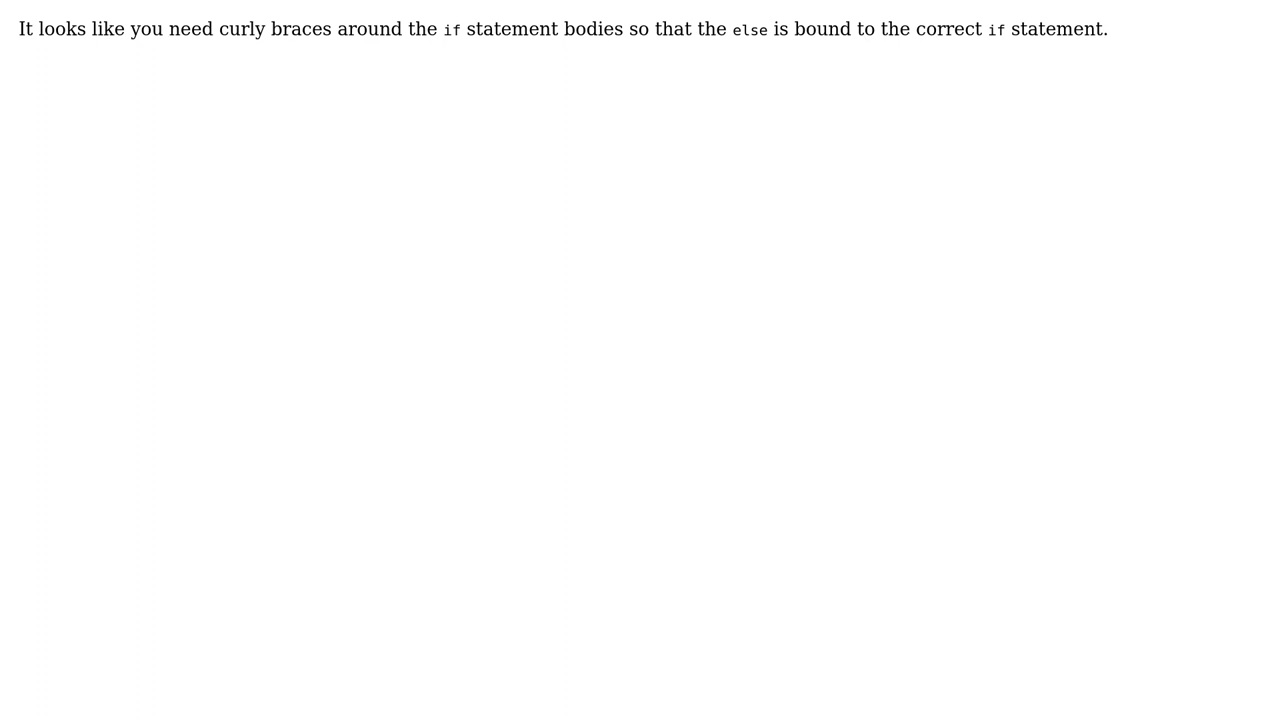 It looks like you need curly braces around the if statement bodies so that the else is bound to the correct if statement.